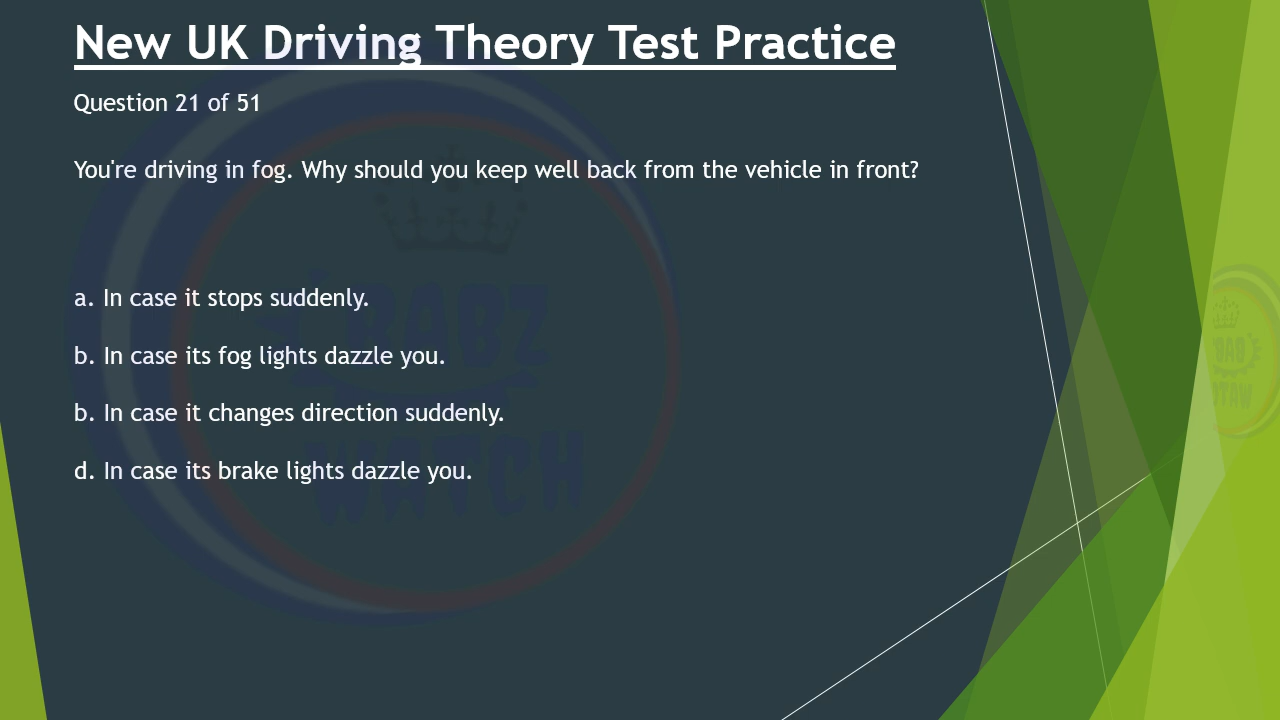 New UK Driving Theory Test Practice
Question 21 of 51
You're driving in fog. Why should you keep well back from the vehicle in front?
a. In case it stops suddenly.
b. In case its fog lights dazzle you.
b. In case it changes direction suddenly.
d. In case its brake lights dazzle you.
BABZ
WATCH